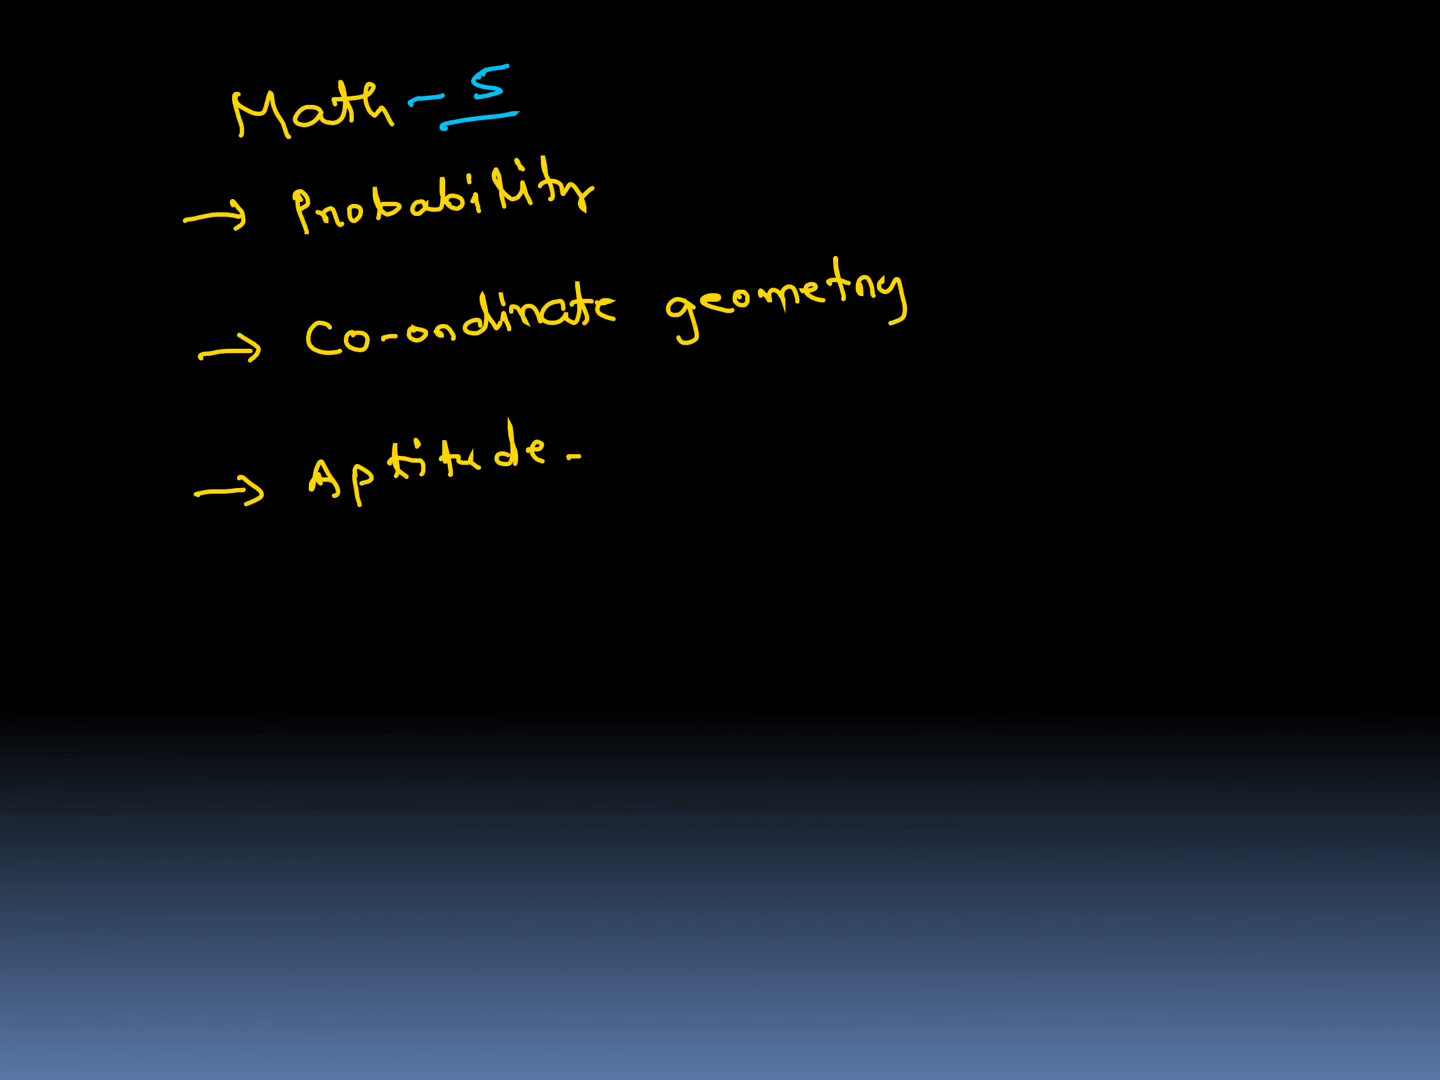 Math - 5
→ Probability
→ Co-ordinate geometry
→ Aptitude -